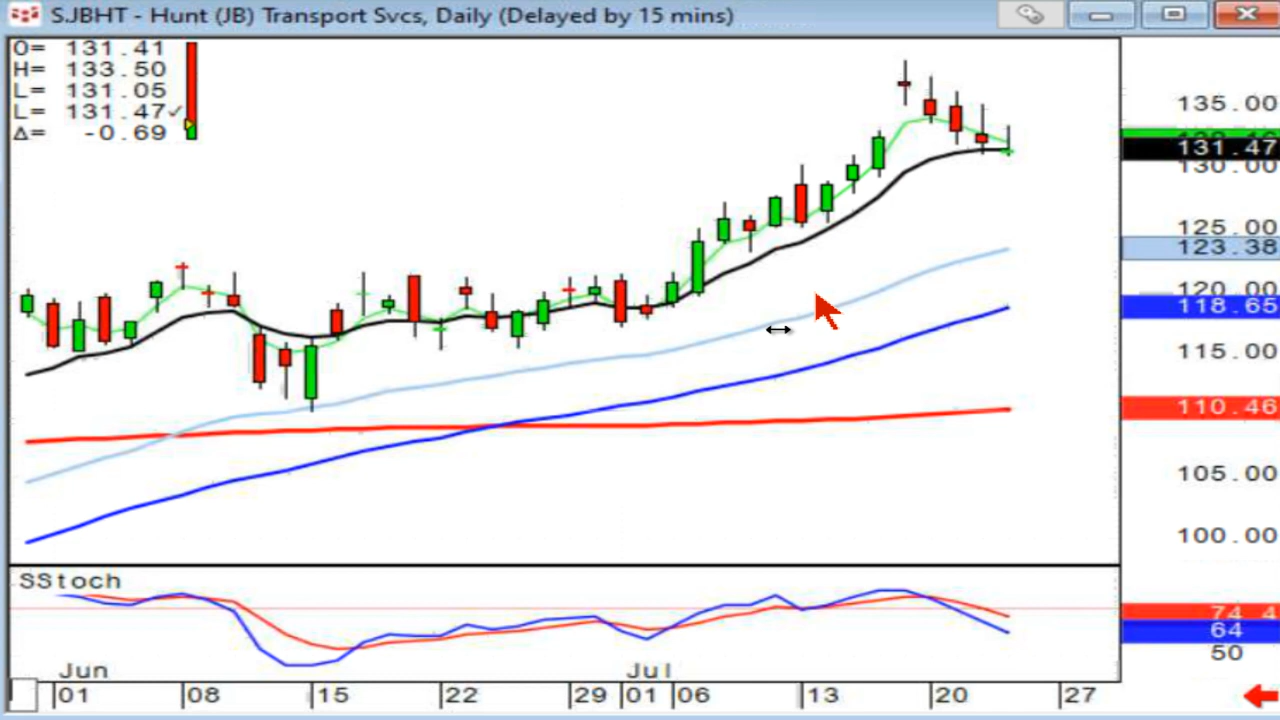 S.JBHT - Hunt (JB) Transport Svcs, Daily (Delayed by 15 mins)
O= 131.41
H= 133.50
L= 131.05
L= 131.47✓
Δ= -0.69
135.00
131.47
130.00
125.00
123.38
120.00
118.65
115.00
110.46
105.00
100.00
SStoch
74.4
64
50
Jun
Jul
01
08
15
22
29
01
06
13
20
27